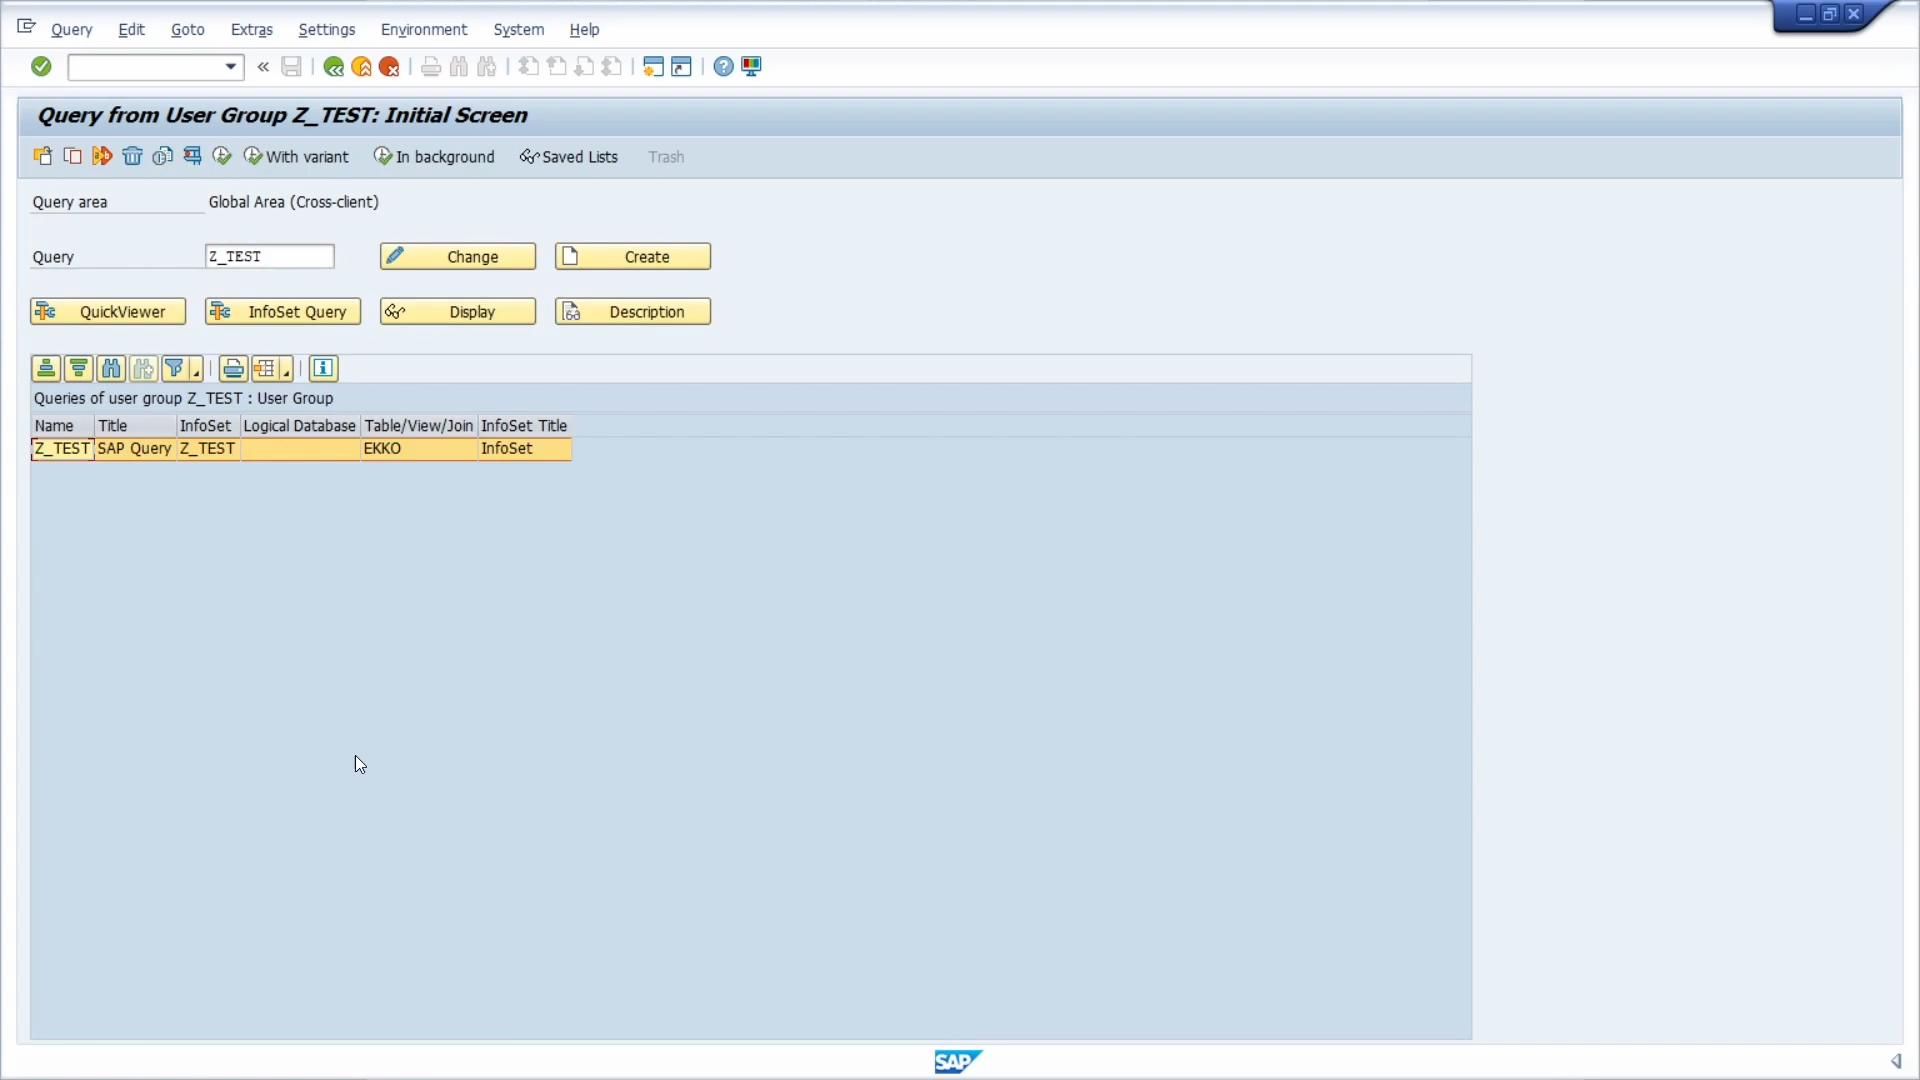 Query Edit Goto Extras Settings Environment System Help
Query from User Group Z_TEST: Initial Screen
With variant In background Saved Lists Trash
Query area Global Area (Cross-client)
Query Z_TEST Change Create
QuickViewer InfoSet Query Display Description
Queries of user group Z_TEST : User Group
Name Title InfoSet Logical Database Table/View/Join InfoSet Title
Z_TEST SAP Query Z_TEST EKKO InfoSet
SAP